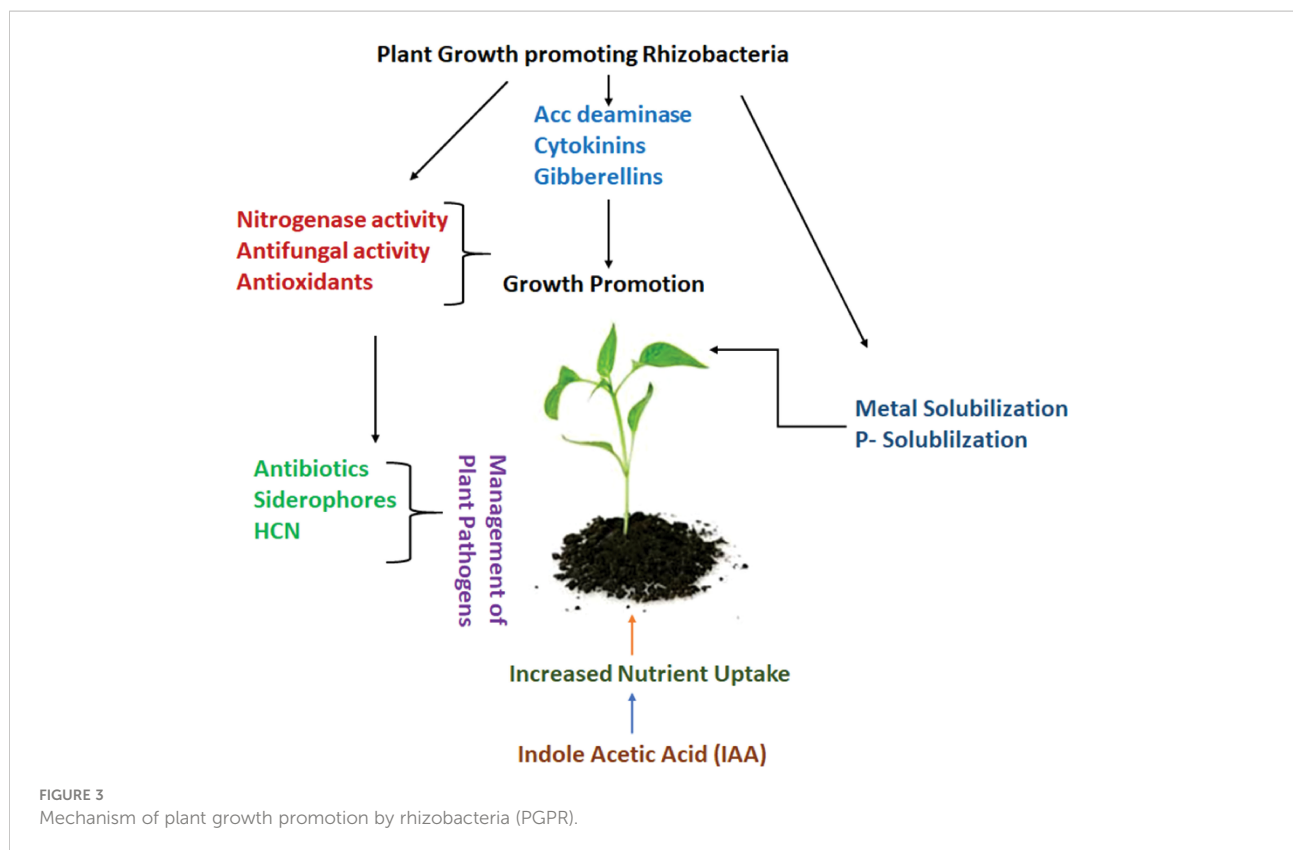 Plant Growth promoting Rhizobacteria
Acc deaminase
Cytokinins
Gibberellins
Nitrogenase activity
Antifungal activity
Antioxidants
Growth Promotion
Metal Solubilization
P- Solublilzation
Antibiotics
Siderophores
HCN
Management of
Plant Pathogens
Increased Nutrient Uptake
Indole Acetic Acid (IAA)
FIGURE 3
Mechanism of plant growth promotion by rhizobacteria (PGPR).